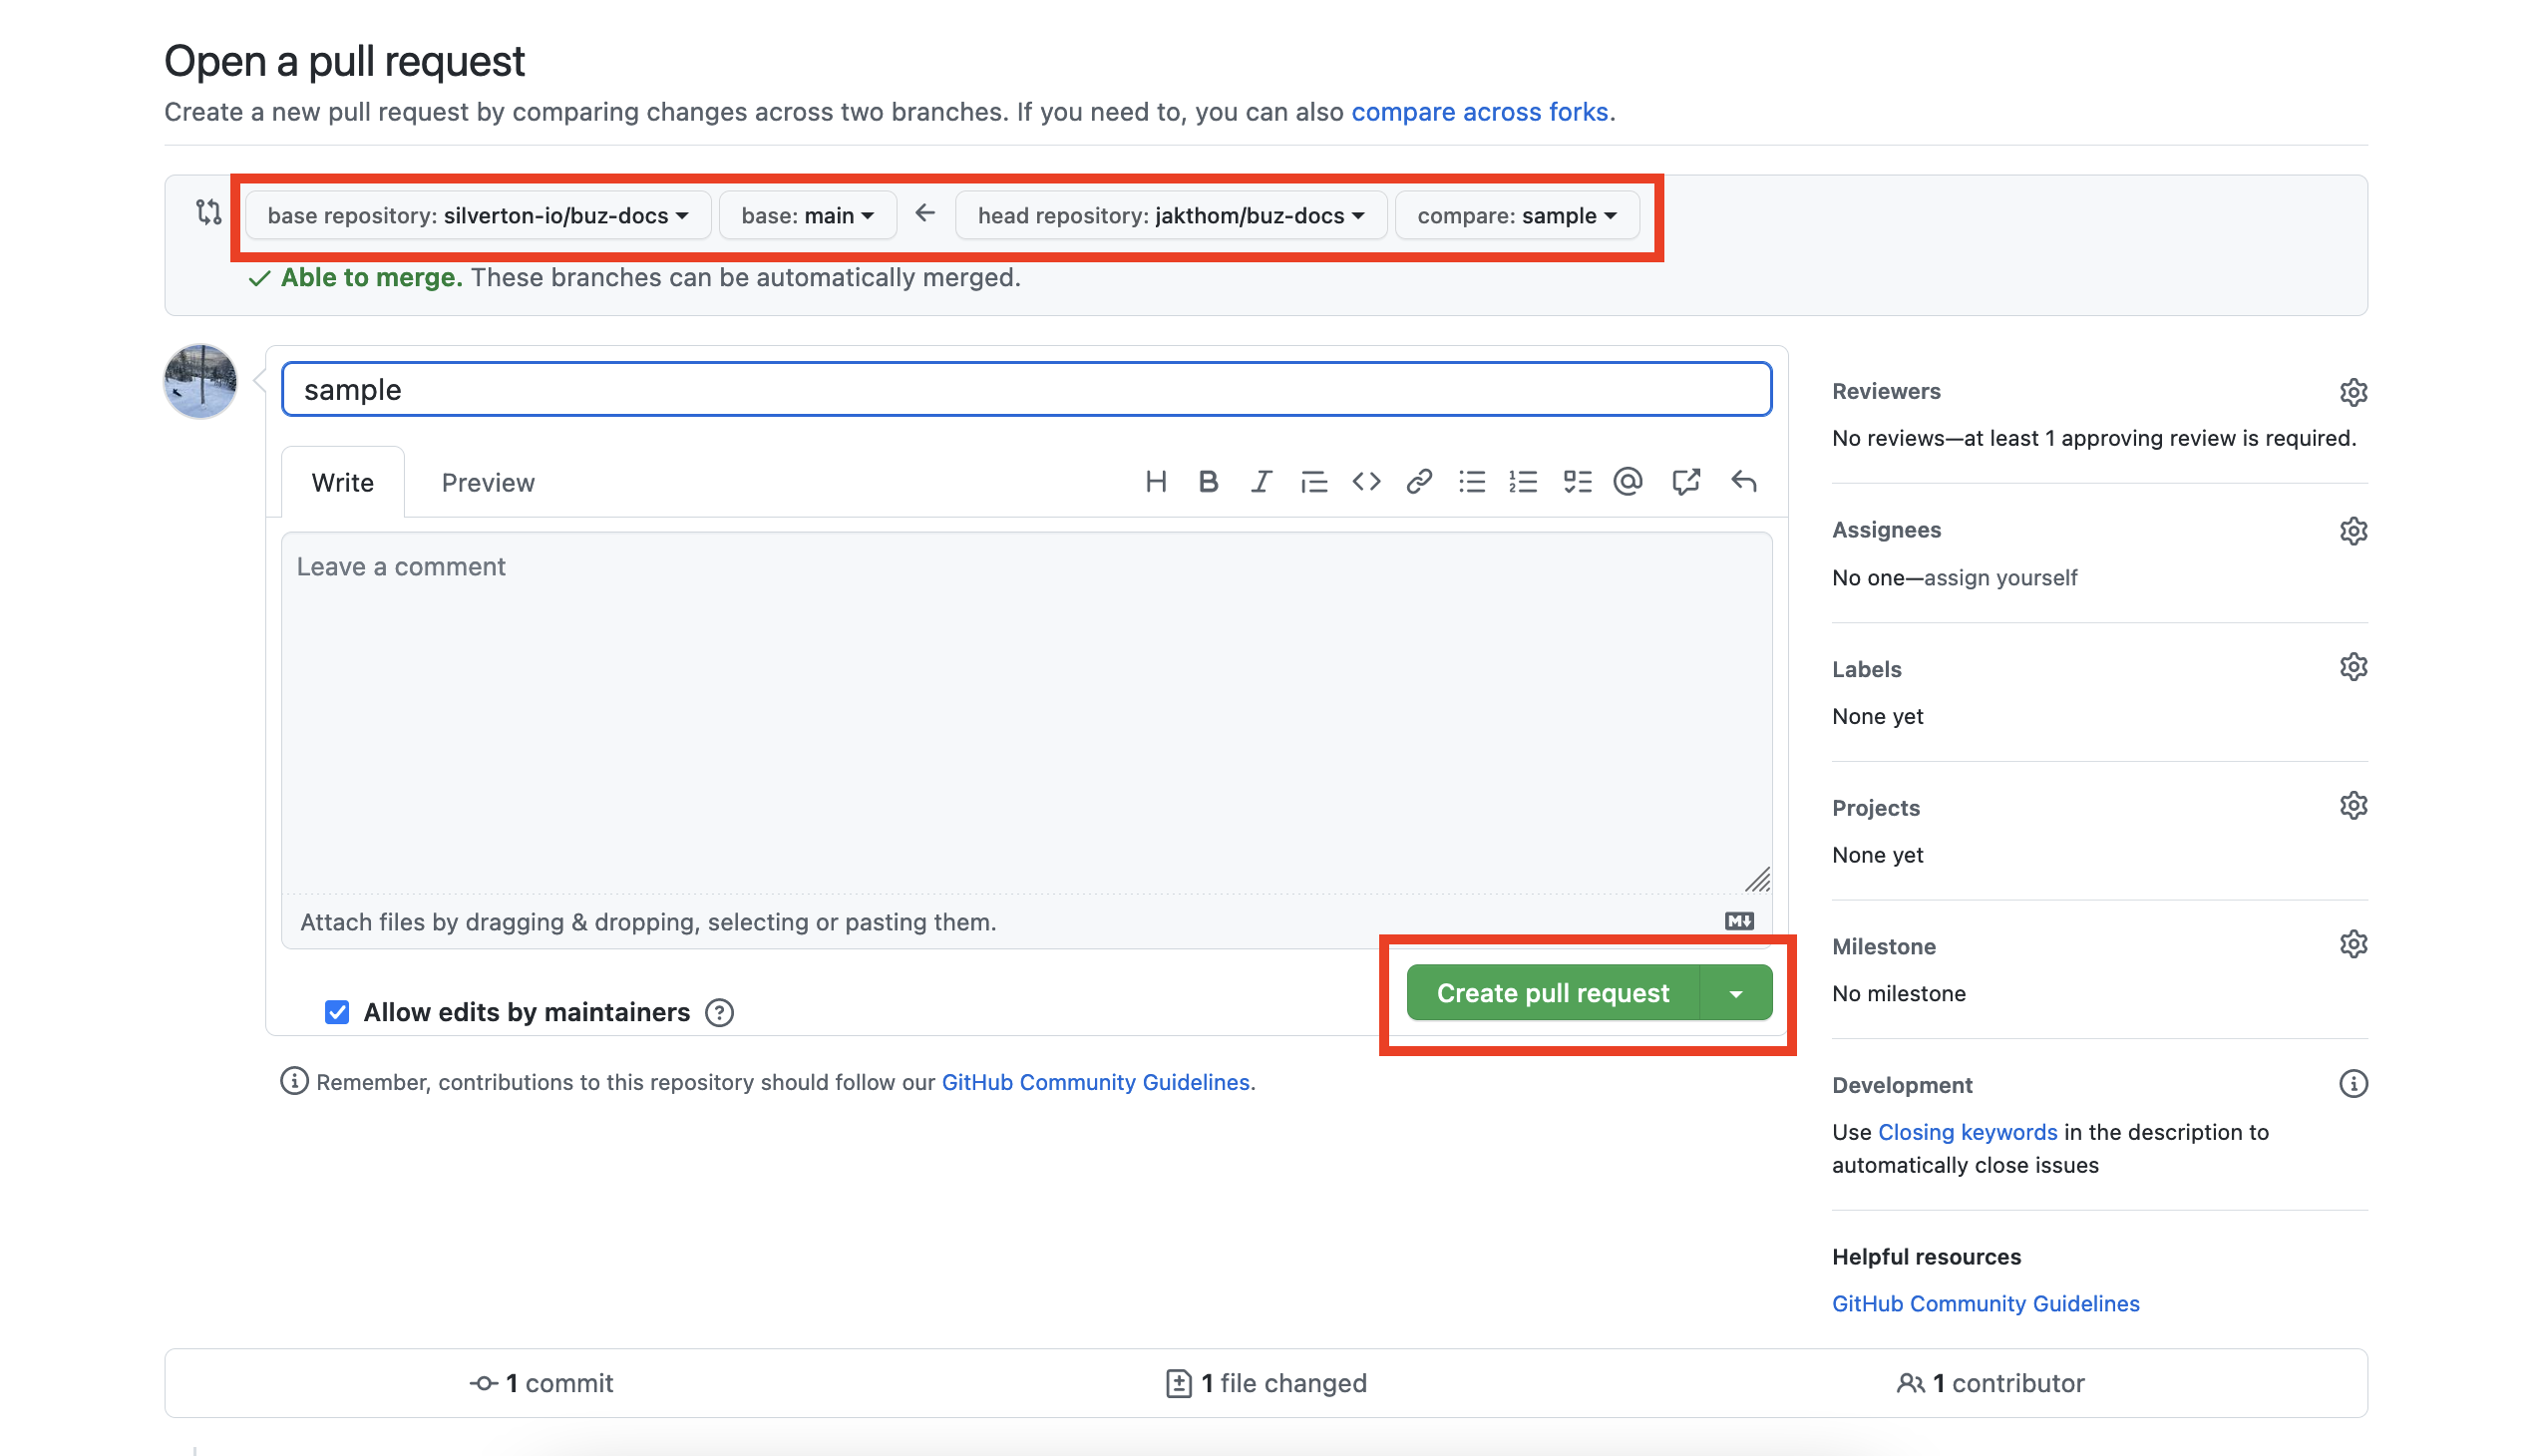 Open a pull request
Create a new pull request by comparing changes across two branches. If you need to, you can also compare across forks.
base repository: silverton-io/buz-docs base: main head repository: jakthom/buz-docs compare: sample
Able to merge. These branches can be automatically merged.
sample
Write Preview
Leave a comment
Attach files by dragging & dropping, selecting or pasting them.
Allow edits by maintainers
Create pull request
Remember, contributions to this repository should follow our GitHub Community Guidelines.
Reviewers
No reviews—at least 1 approving review is required.
Assignees
No one—assign yourself
Labels
None yet
Projects
None yet
Milestone
No milestone
Development
Use Closing keywords in the description to
automatically close issues
Helpful resources
GitHub Community Guidelines
1 commit 1 file changed 1 contributor